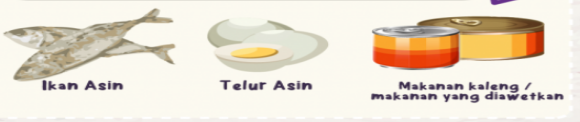 Ikan Asin
Telur Asin
Makanan kaleng /
makanan yang diawetkan